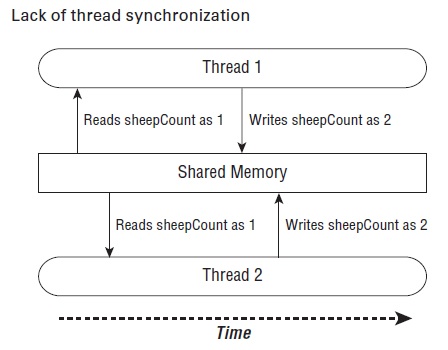 Lack of thread synchronization
Thread 1
Reads sheepCount as 1
Writes sheepCount as 2
Shared Memory
Reads sheepCount as 1
Writes sheepCount as 2
Thread 2
Time